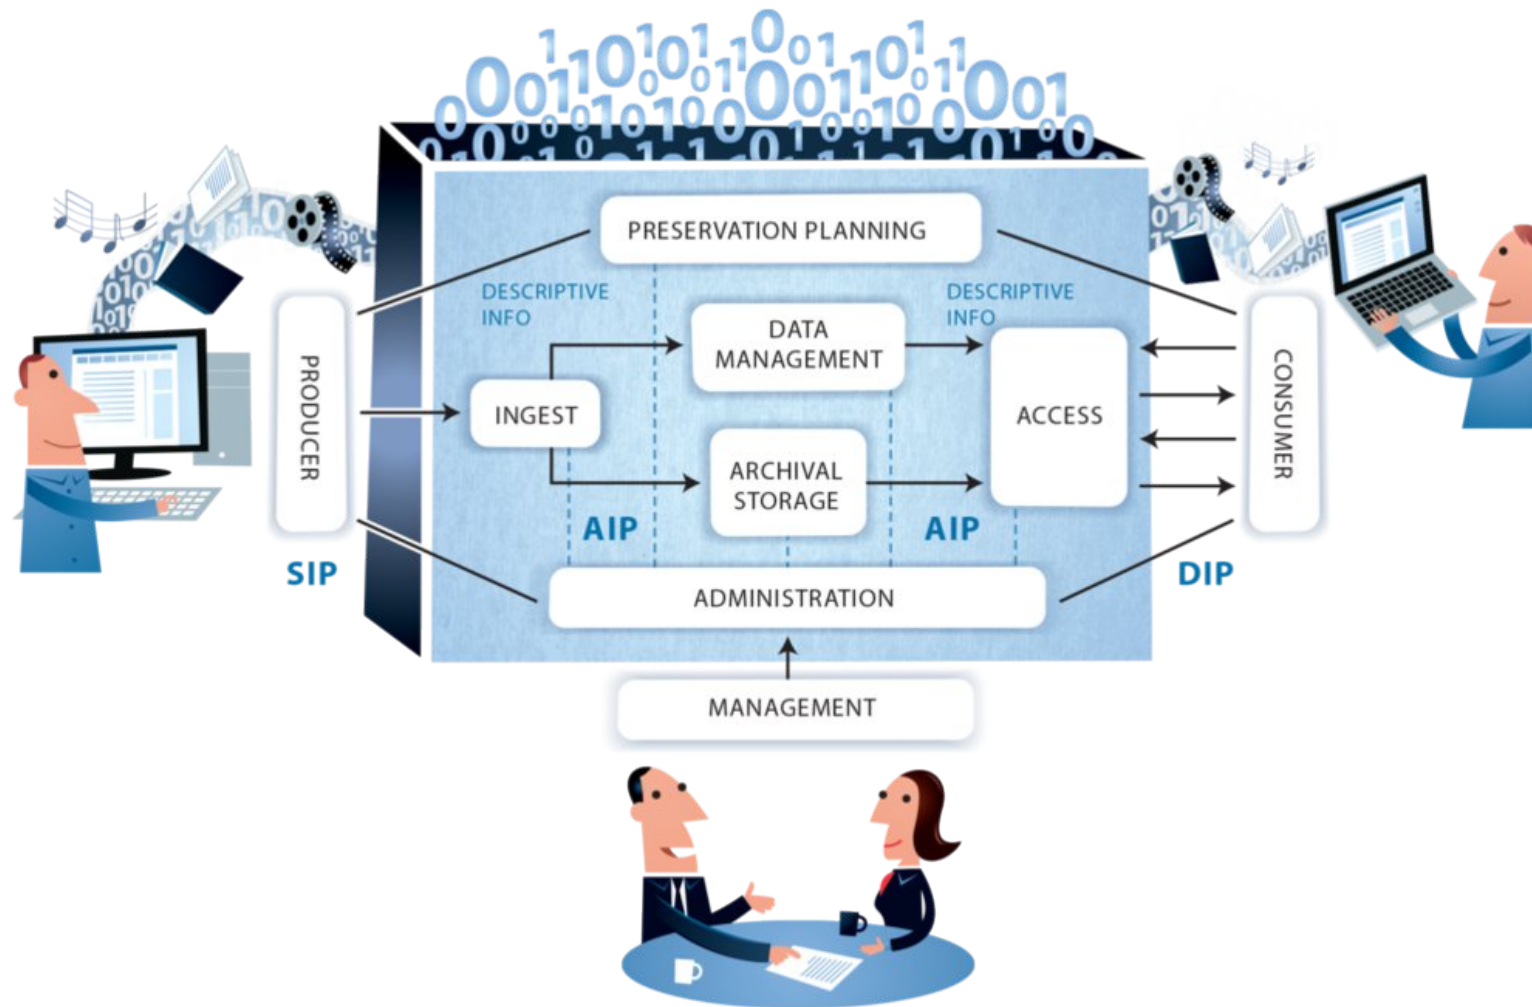 PRESERVATION PLANNING
DESCRIPTIVE
INFO
DESCRIPTIVE
INFO
DATA
MANAGEMENT
PRODUCER
INGEST
ACCESS
CONSUMER
ARCHIVAL
STORAGE
AIP
AIP
SIP
DIP
ADMINISTRATION
MANAGEMENT